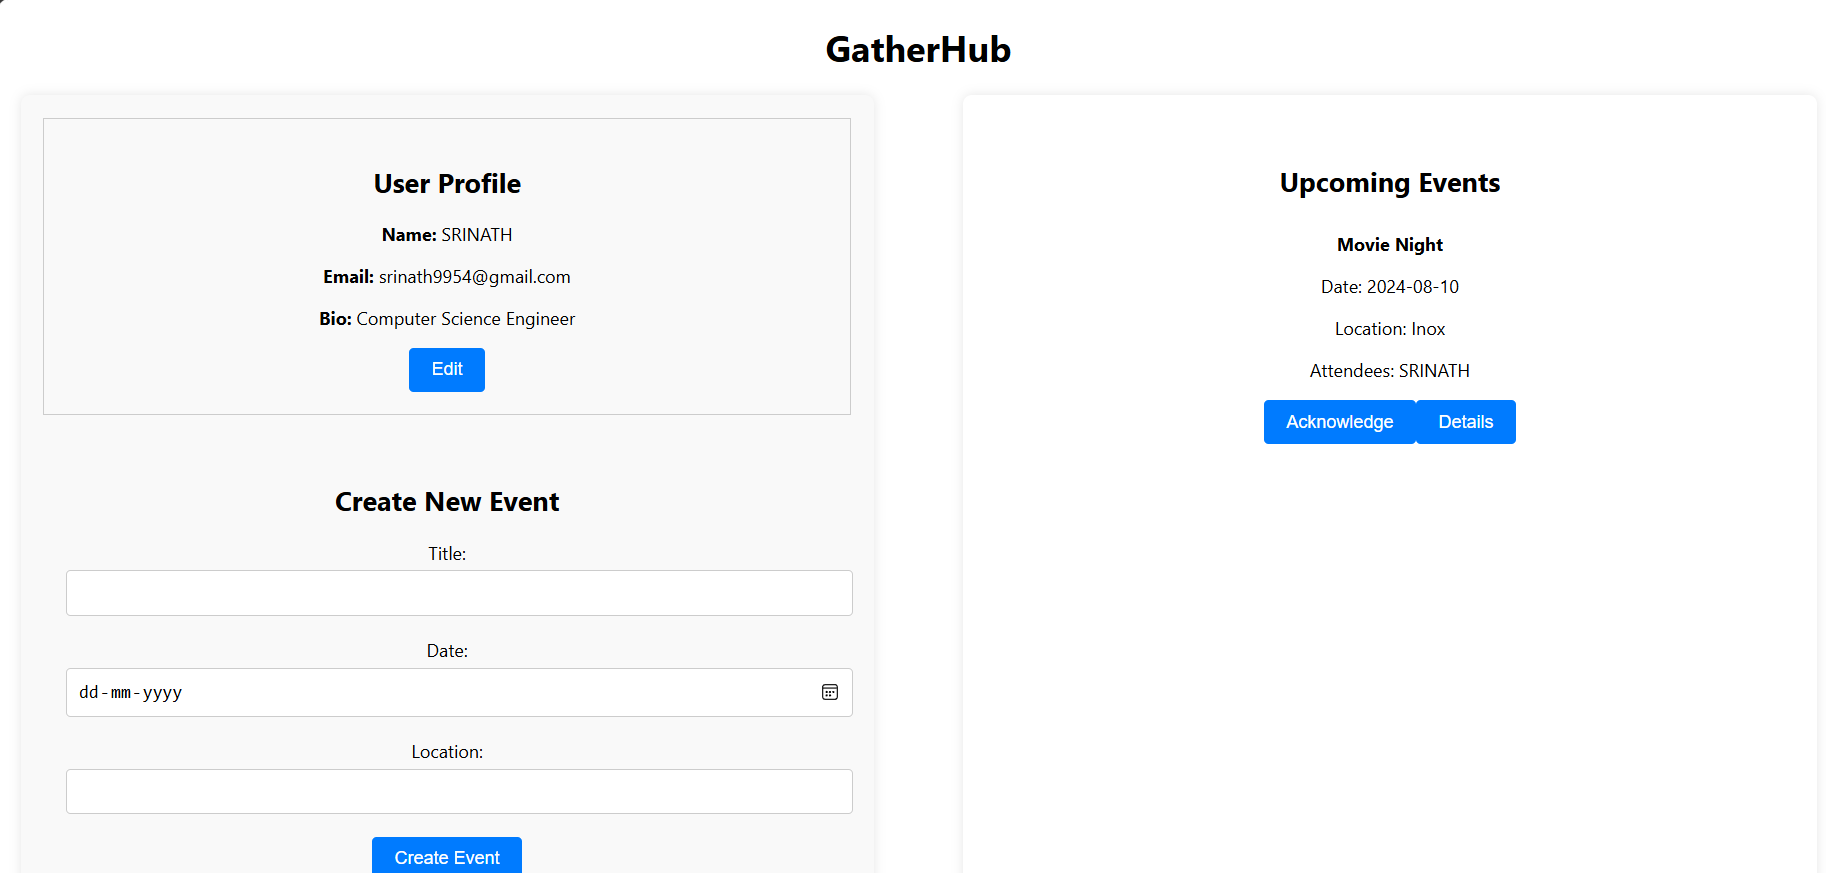 GatherHub
User Profile
Name: SRINATH
Email: srinath9954@gmail.com
Bio: Computer Science Engineer
Edit
Create New Event
Title:
Date:
dd-mm-yyyy
Location:
Create Event
Upcoming Events
Movie Night
Date: 2024-08-10
Location: Inox
Attendees: SRINATH
Acknowledge Details